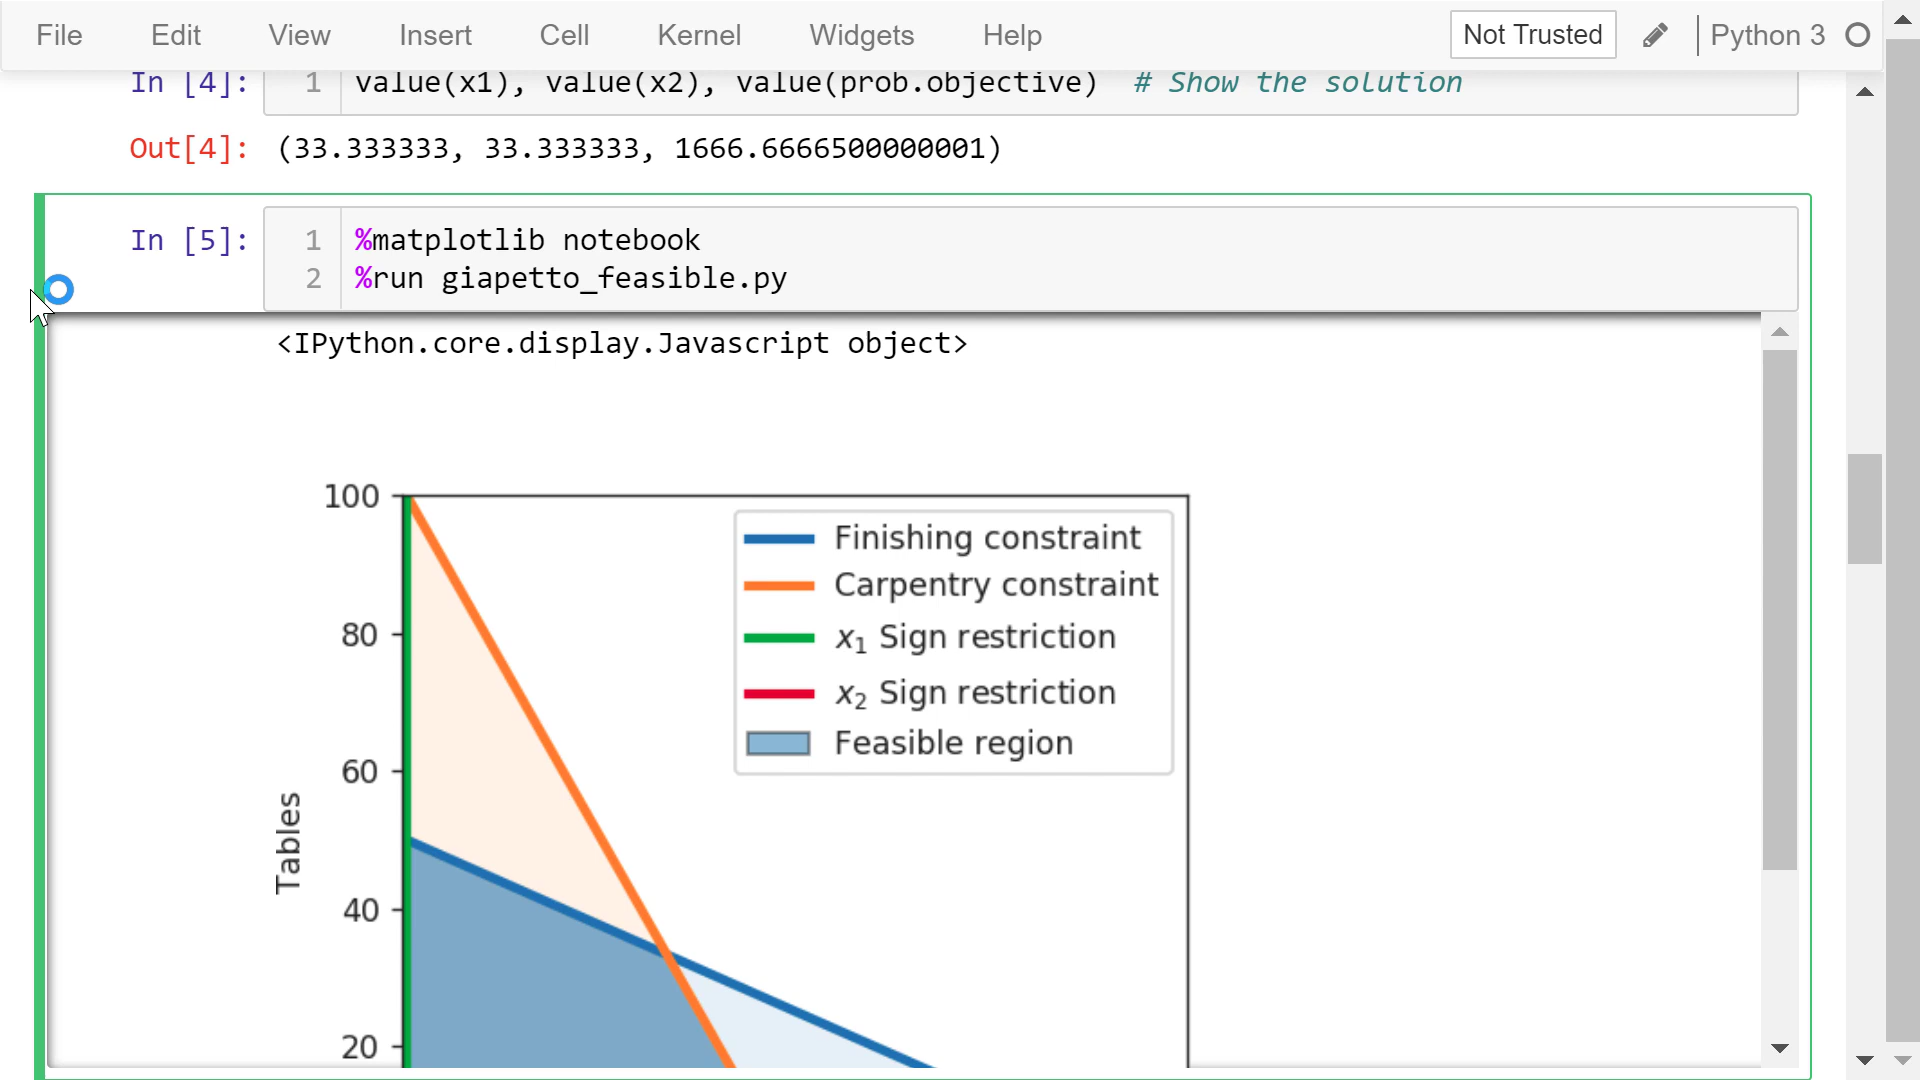 File Edit View Insert Cell Kernel Widgets Help Not Trusted Python 3
In [4]: 1 value(x1), value(x2), value(prob.objective) # Show the solution
Out[4]: (33.333333, 33.333333, 1666.6666500000001)
In [5]: 1 %matplotlib notebook
2 %run giapetto_feasible.py
<IPython.core.display.Javascript object>
100
Finishing constraint
Carpentry constraint
80
x₁ Sign restriction
x₂ Sign restriction
Feasible region
60
Tables
40
20